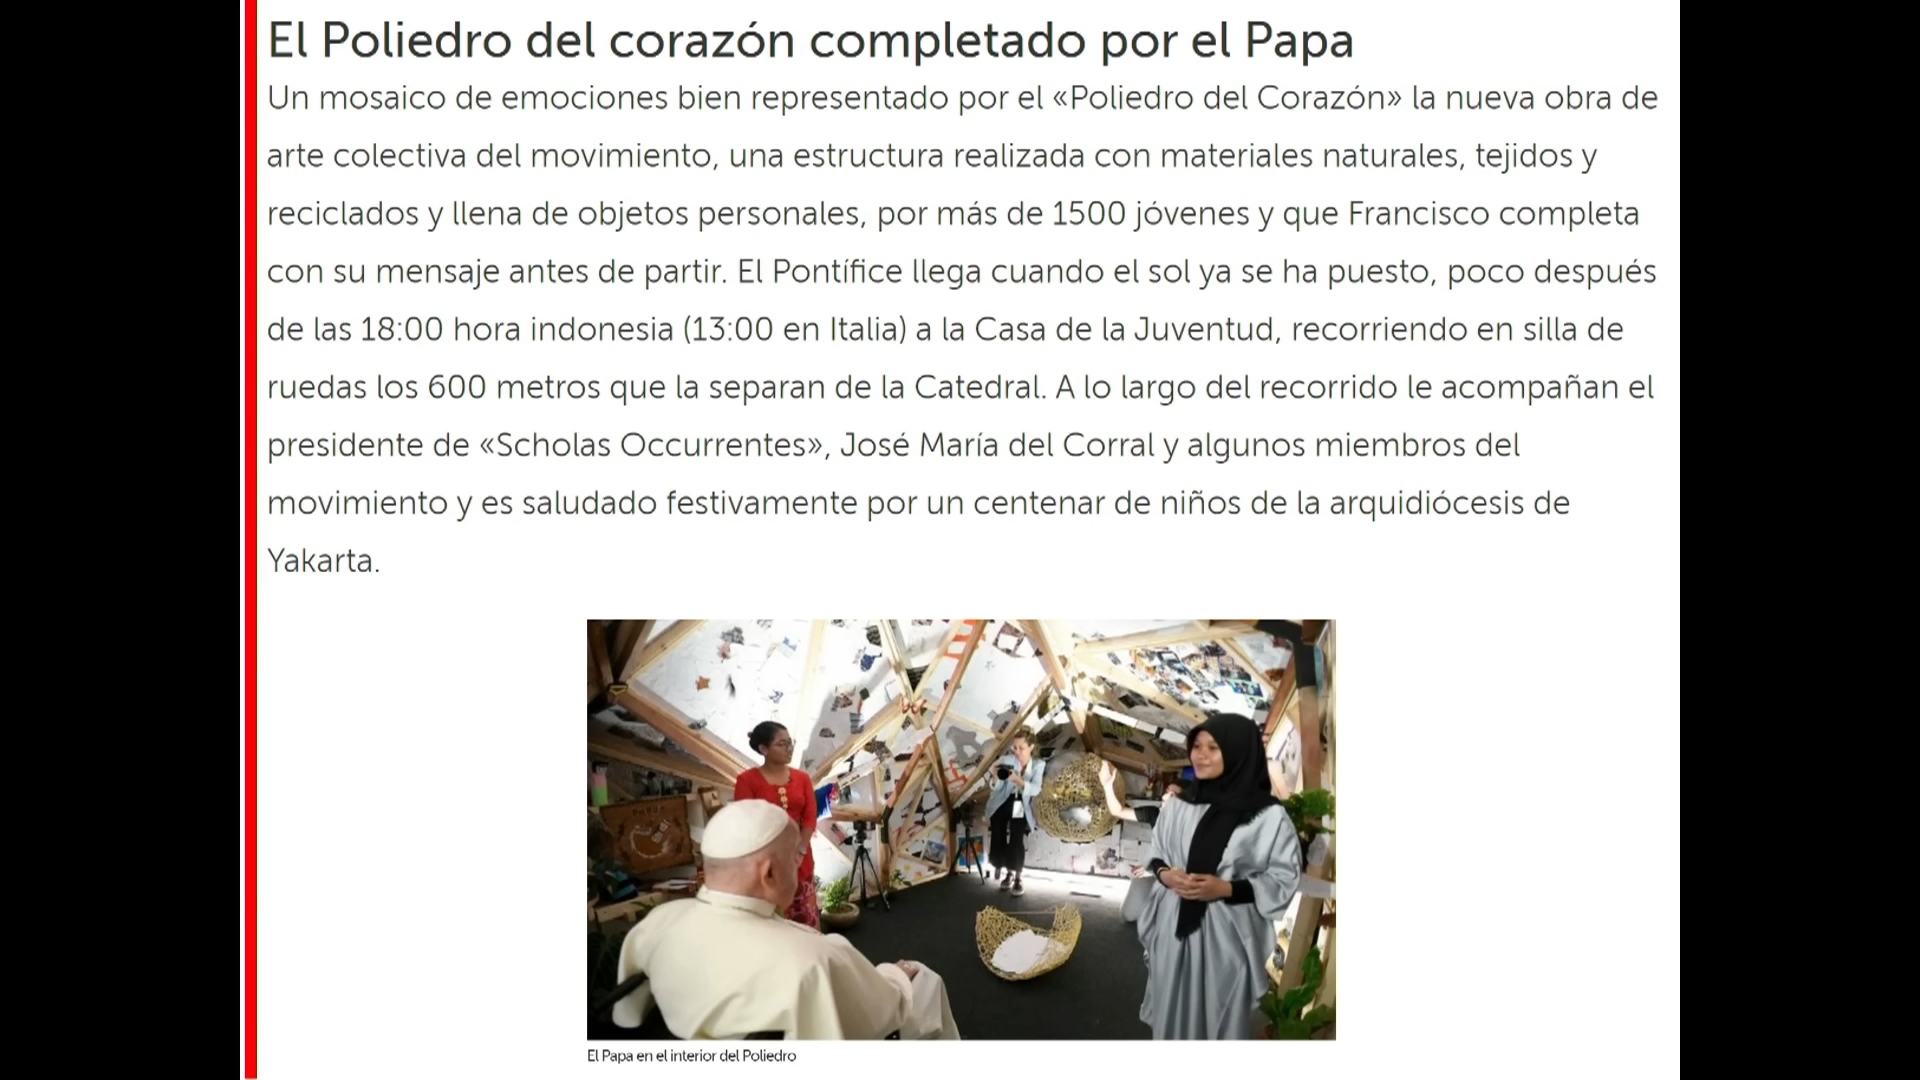 El Poliedro del corazón completado por el Papa
Un mosaico de emociones bien representado por el «Poliedro del Corazón» la nueva obra de
arte colectiva del movimiento, una estructura realizada con materiales naturales, tejidos y
reciclados y llena de objetos personales, por más de 1500 jóvenes y que Francisco completa
con su mensaje antes de partir. El Pontífice llega cuando el sol ya se ha puesto, poco después
de las 18:00 hora indonesia (13:00 en Italia) a la Casa de la Juventud, recorriendo en silla de
ruedas los 600 metros que la separan de la Catedral. A lo largo del recorrido le acompañan el
presidente de «Scholas Occurrentes», José María del Corral y algunos miembros del
movimiento y es saludado festivamente por un centenar de niños de la arquidiócesis de
Yakarta.
El Papa en el interior del Poliedro